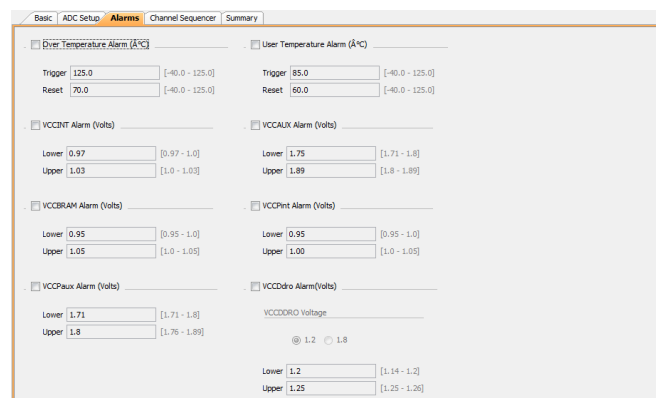 Basic ADC Setup Alarms Channel Sequencer Summary
Over Temperature Alarm (Â°C)
Trigger 125.0 [-40.0 - 125.0]
Reset 70.0 [-40.0 - 125.0]
User Temperature Alarm (Â°C)
Trigger 85.0 [-40.0 - 125.0]
Reset 60.0 [-40.0 - 125.0]
VCCINT Alarm (Volts)
Lower 0.97 [0.97 - 1.0]
Upper 1.03 [1.0 - 1.03]
VCCAUX Alarm (Volts)
Lower 1.75 [1.71 - 1.8]
Upper 1.89 [1.8 - 1.89]
VCCBRAM Alarm (Volts)
Lower 0.95 [0.95 - 1.0]
Upper 1.05 [1.0 - 1.05]
VCCPint Alarm (Volts)
Lower 0.95 [0.95 - 1.0]
Upper 1.00 [1.0 - 1.05]
VCCPaux Alarm (Volts)
Lower 1.71 [1.71 - 1.8]
Upper 1.8 [1.76 - 1.89]
VCCDdro Alarm(Volts)
VCCDDRO Voltage
1.2 1.8
Lower 1.2 [1.14 - 1.2]
Upper 1.25 [1.25 - 1.26]